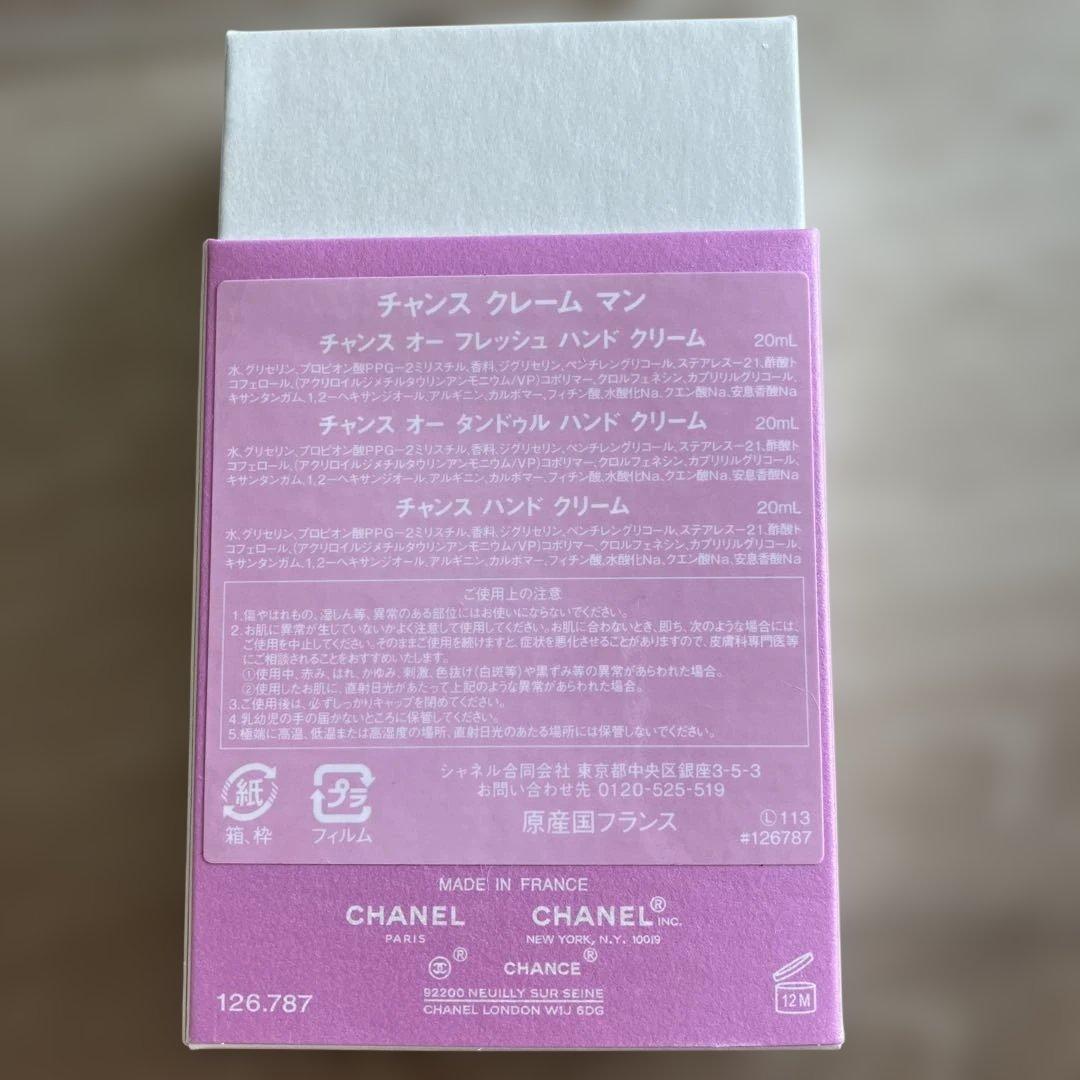 チャンス クレーム マン
チャンス オー フレッシュ ハンド クリーム 20mL
水、グリセリン、プロピオン酸PPG-2ミリスチル、香料、ジグリセリン、ペンチレングリコール、ステアレス-21、酢酸ト
コフェロール、(アクリロイルジメチルタウリンアンモニウム/VP)コポリマー、クロルフェネシン、カプリリルグリコール、
キサンタンガム、1,2-ヘキサンジオール、アルギニン、カルボマー、フィチン酸、水酸化Na、クエン酸Na、安息香酸Na
チャンス オー タンドゥル ハンド クリーム 20mL
水、グリセリン、プロピオン酸PPG-2ミリスチル、香料、ジグリセリン、ペンチレングリコール、ステアレス-21、酢酸ト
コフェロール、(アクリロイルジメチルタウリンアンモニウム/VP)コポリマー、クロルフェネシン、カプリリルグリコール、
キサンタンガム、1,2-ヘキサンジオール、アルギニン、カルボマー、フィチン酸、水酸化Na、クエン酸Na、安息香酸Na
チャンス ハンド クリーム 20mL
水、グリセリン、プロピオン酸PPG-2ミリスチル、香料、ジグリセリン、ペンチレングリコール、ステアレス-21、酢酸ト
コフェロール、(アクリロイルジメチルタウリンアンモニウム/VP)コポリマー、クロルフェネシン、カプリリルグリコール、
キサンタンガム、1,2-ヘキサンジオール、アルギニン、カルボマー、フィチン酸、水酸化Na、クエン酸Na、安息香酸Na
ご使用上の注意
1.傷やはれもの、湿しん等、異常のある部位にはお使いにならないでください。
2.お肌に異常が生じていないかよく注意して使用してください。お肌に合わないとき、即ち、次のような場合には、
ご使用を中止してください。そのままご使用を続けますと、症状を悪化させることがありますので、皮膚科専門医等
にご相談されることをおすすめいたします。
①使用中、赤み、はれ、かゆみ、刺激、色抜け(白斑等)や黒ずみ等の異常があらわれた場合。
②使用したお肌に、直射日光があたって上記のような異常があらわれた場合。
3.ご使用後は、必ずしっかりキャップを閉めてください。
4.乳幼児の手の届かないところに保管してください。
5.極端に高温、低温または高湿度の場所、直射日光のあたる場所には保管しないでください。
紙
箱、枠
プラ
フィルム
シャネル合同会社 東京都中央区銀座3-5-3
お問い合わせ先 0120-525-519
原産国フランス
Ⓛ113
#126787
MADE IN FRANCE
CHANEL
PARIS
CHANEL® INC.
NEW YORK, N.Y. 10019
® CHANCE®
92200 NEUILLY SUR SEINE
CHANEL LONDON W1J 6DG
126.787
12 M